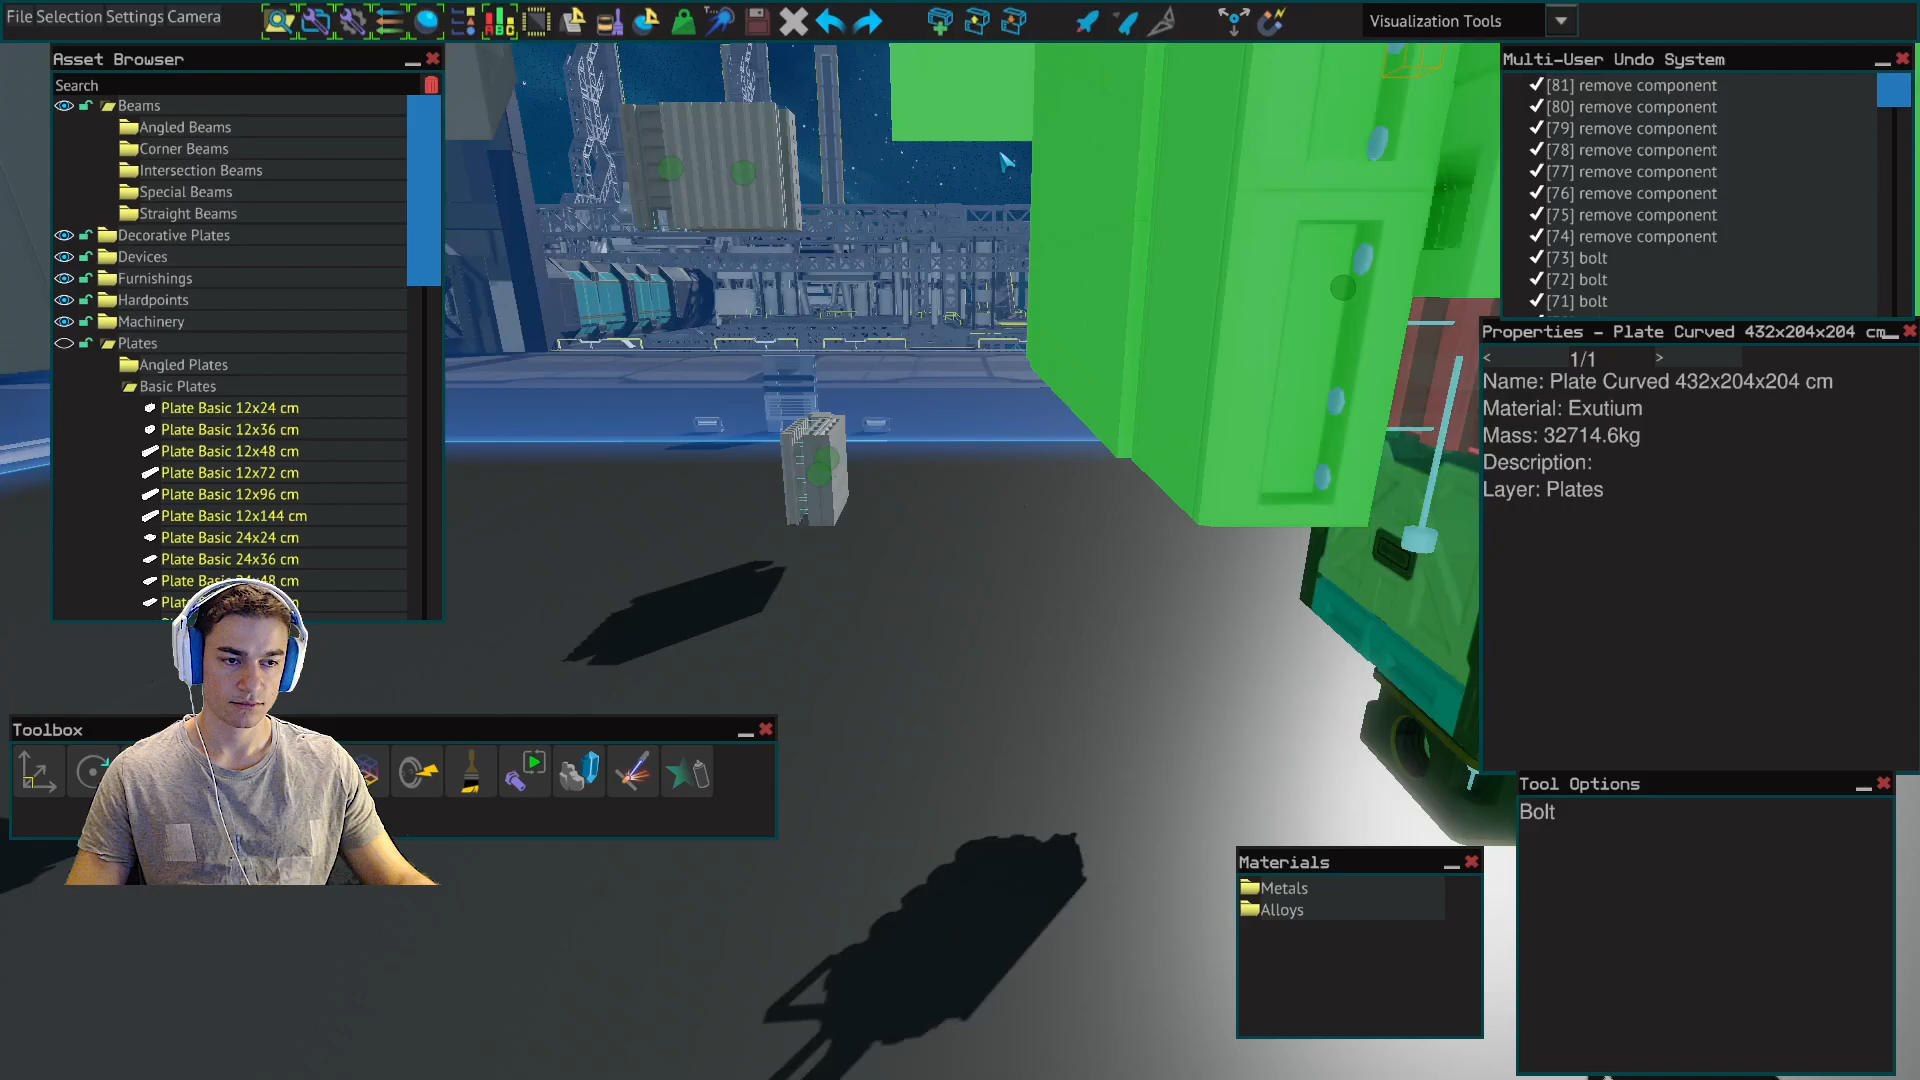 File Selection Settings Camera
Visualization Tools
Asset Browser
Search
Beams
Angled Beams
Corner Beams
Intersection Beams
Special Beams
Straight Beams
Decorative Plates
Devices
Furnishings
Hardpoints
Machinery
Plates
Angled Plates
Basic Plates
Plate Basic 12x24 cm
Plate Basic 12x36 cm
Plate Basic 12x48 cm
Plate Basic 12x72 cm
Plate Basic 12x96 cm
Plate Basic 12x144 cm
Plate Basic 24x24 cm
Plate Basic 24x36 cm
Plate Basic 24x48 cm
Multi-User Undo System
[81] remove component
[80] remove component
[79] remove component
[78] remove component
[77] remove component
[76] remove component
[75] remove component
[74] remove component
[73] bolt
[72] bolt
[71] bolt
Properties - Plate Curved 432x204x204 cm
< 1/1 >
Name: Plate Curved 432x204x204 cm
Material: Exutium
Mass: 32714.6kg
Description:
Layer: Plates
Toolbox
Tool Options
Bolt
Materials
Metals
Alloys